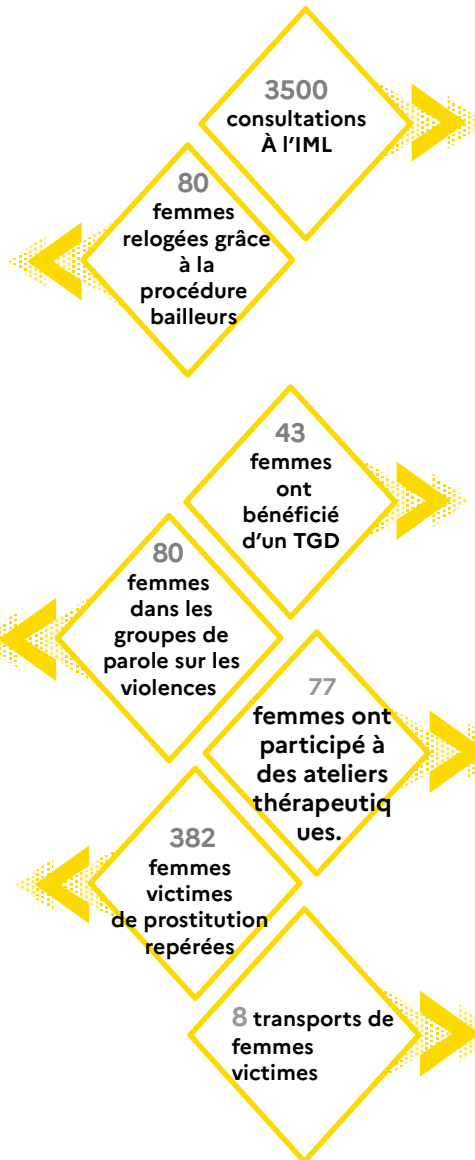 3500
consultations
À l'IML
80
femmes
relogées grâce
à la
procédure
bailleurs
43
femmes
ont
bénéficié
d'un TGD
80
femmes
dans les
groupes de
parole sur les
violences
77
femmes ont
participé à
des ateliers
thérapeutiq
ues.
382
femmes
victimes
de prostitution
repérées
8 transports de
femmes
victimes